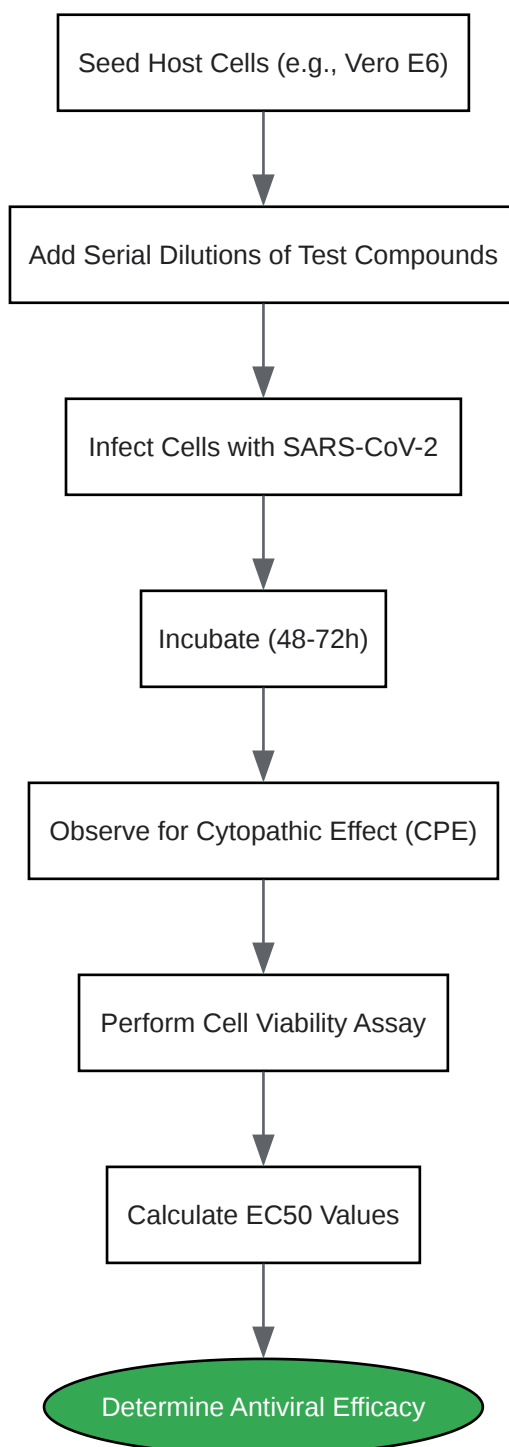 Seed Host Cells (e.g., Vero E6)
Add Serial Dilutions of Test Compounds
Infect Cells with SARS-CoV-2
Incubate (48-72h)
Observe for Cytopathic Effect (CPE)
Perform Cell Viability Assay
Calculate EC50 Values
Determine Antiviral Efficacy